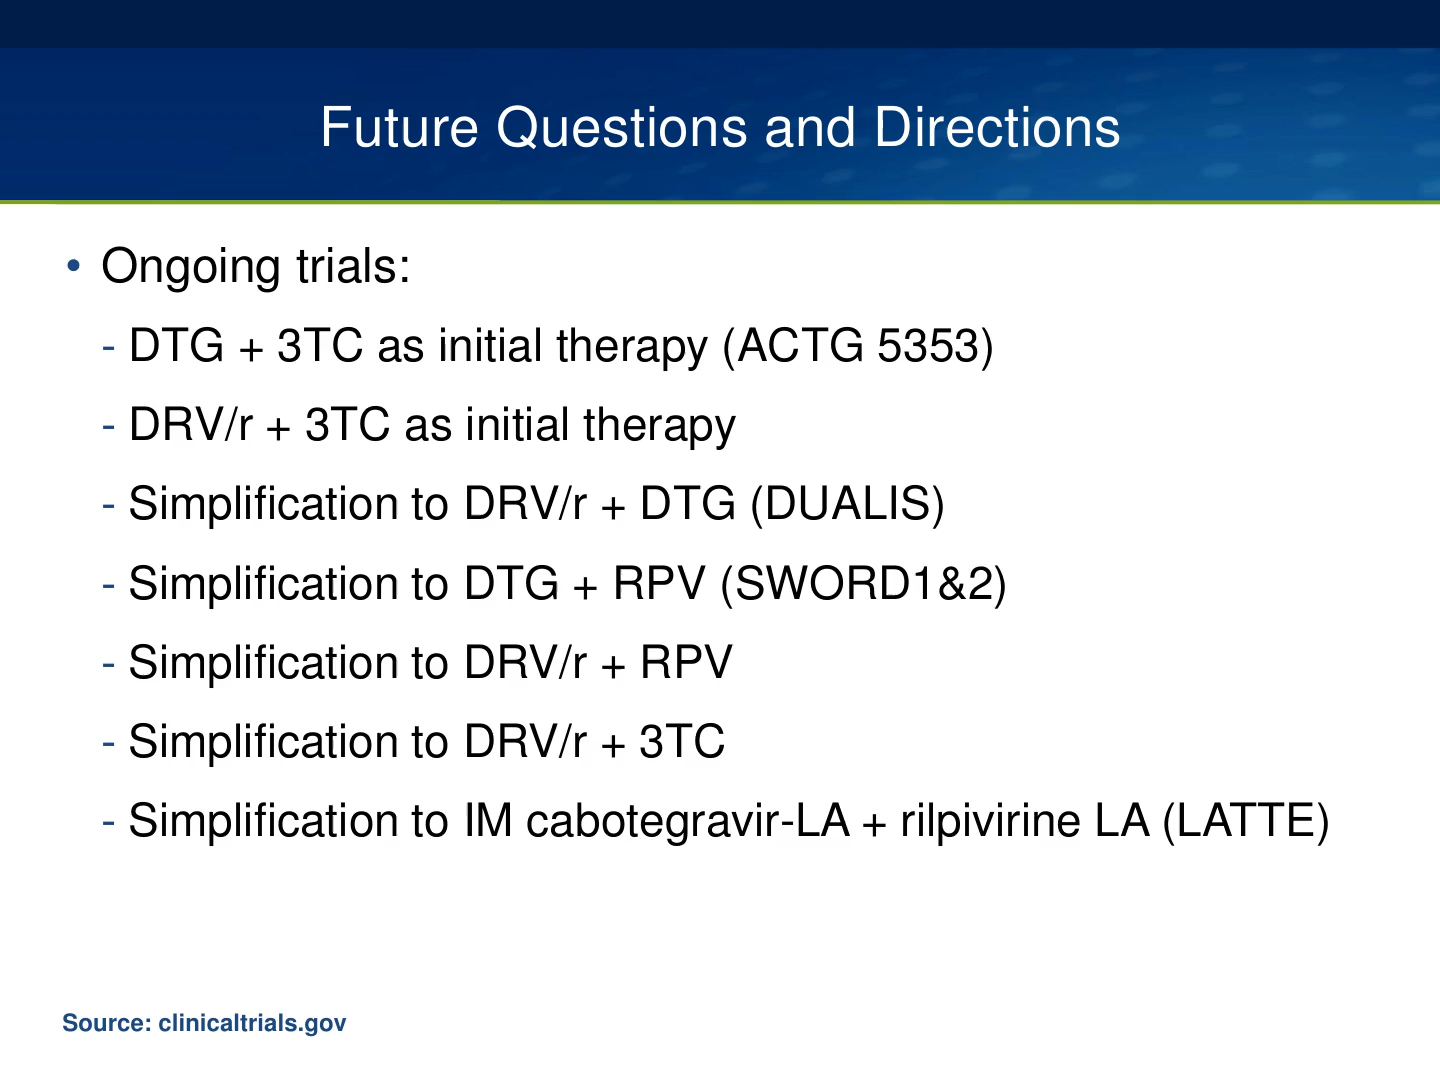 Future Questions and Directions
• Ongoing trials:
- DTG + 3TC as initial therapy (ACTG 5353)
- DRV/r + 3TC as initial therapy
- Simplification to DRV/r + DTG (DUALIS)
- Simplification to DTG + RPV (SWORD1&2)
- Simplification to DRV/r + RPV
- Simplification to DRV/r + 3TC
- Simplification to IM cabotegravir-LA + rilpivirine LA (LATTE)
Source: clinicaltrials.gov